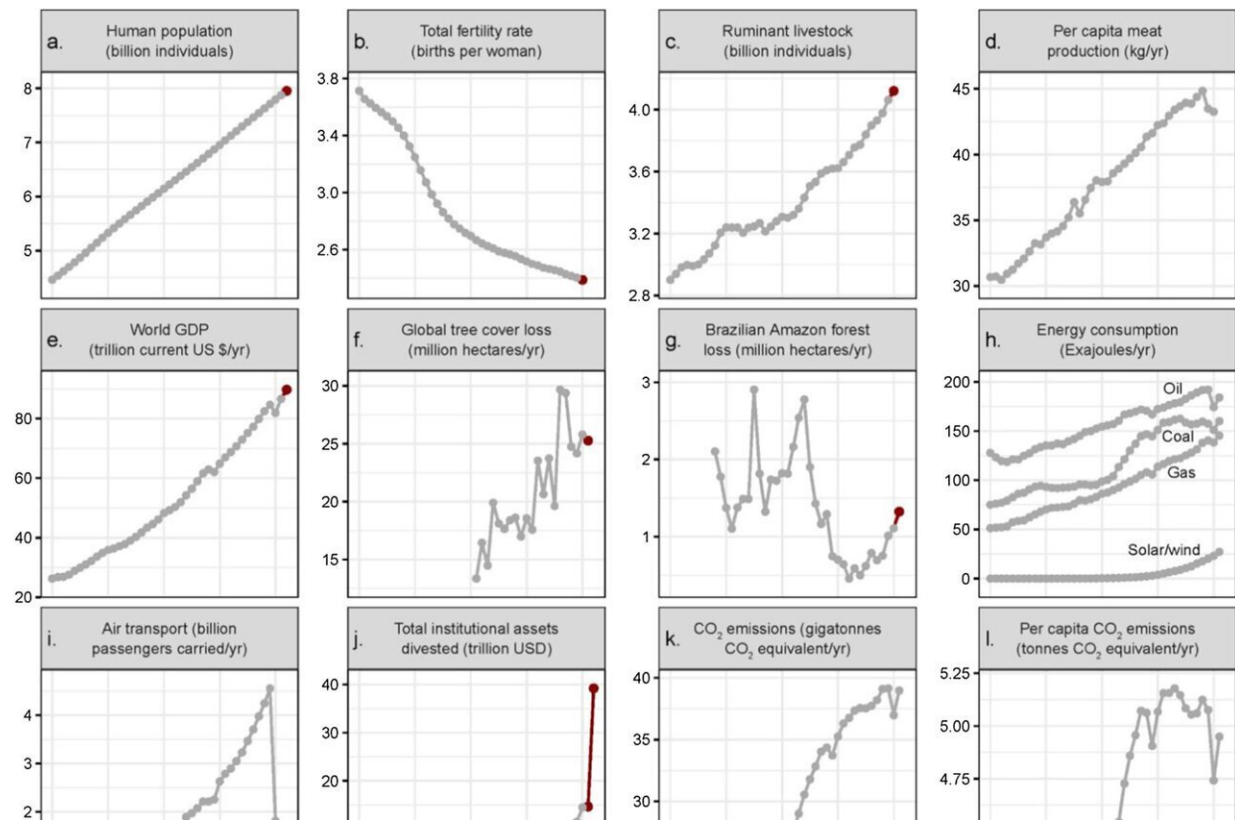 a. Human population
(billion individuals)
b. Total fertility rate
(births per woman)
c. Ruminant livestock
(billion individuals)
d. Per capita meat
production (kg/yr)
8
7
6
5
3.8
3.4
3.0
2.6
4.0
3.6
3.2
2.8
45
40
35
30
e. World GDP
(trillion current US $/yr)
f. Global tree cover loss
(million hectares/yr)
g. Brazilian Amazon forest
loss (million hectares/yr)
h. Energy consumption
(Exajoules/yr)
80
60
40
20
30
25
20
15
3
2
1
200
150
100
50
0
Oil
Coal
Gas
Solar/wind
i. Air transport (billion
passengers carried/yr)
j. Total institutional assets
divested (trillion USD)
k. CO₂ emissions (gigatonnes
CO₂ equivalent/yr)
l. Per capita CO₂ emissions
(tonnes CO₂ equivalent/yr)
4
3
2
40
30
20
40
35
30
5.25
5.00
4.75